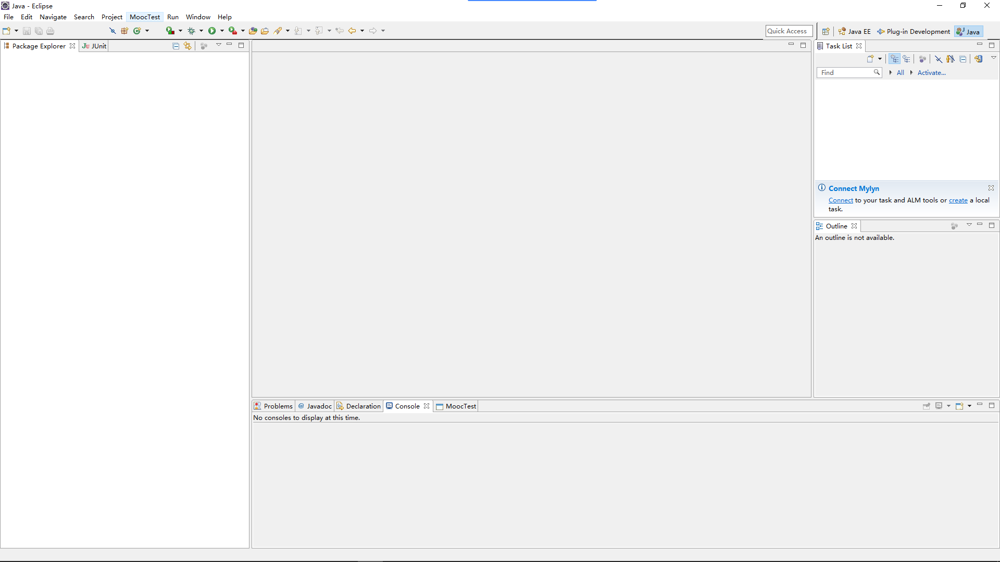 Java - Eclipse
File Edit Navigate Search Project MoocTest Run Window Help
Quick Access Java EE Plug-in Development Java
Package Explorer Ju JUnit Task List
Find All Activate...
Connect Mylyn
Connect to your task and ALM tools or create a local
task.
Outline
An outline is not available.
Problems @ Javadoc Declaration Console MoocTest
No consoles to display at this time.